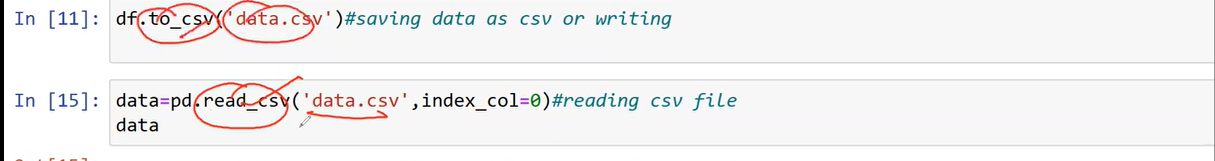 In [11]: df.to_csv('data.csv')#saving data as csv or writing
In [15]: data=pd.read_csv('data.csv',index_col=0)#reading csv file
data